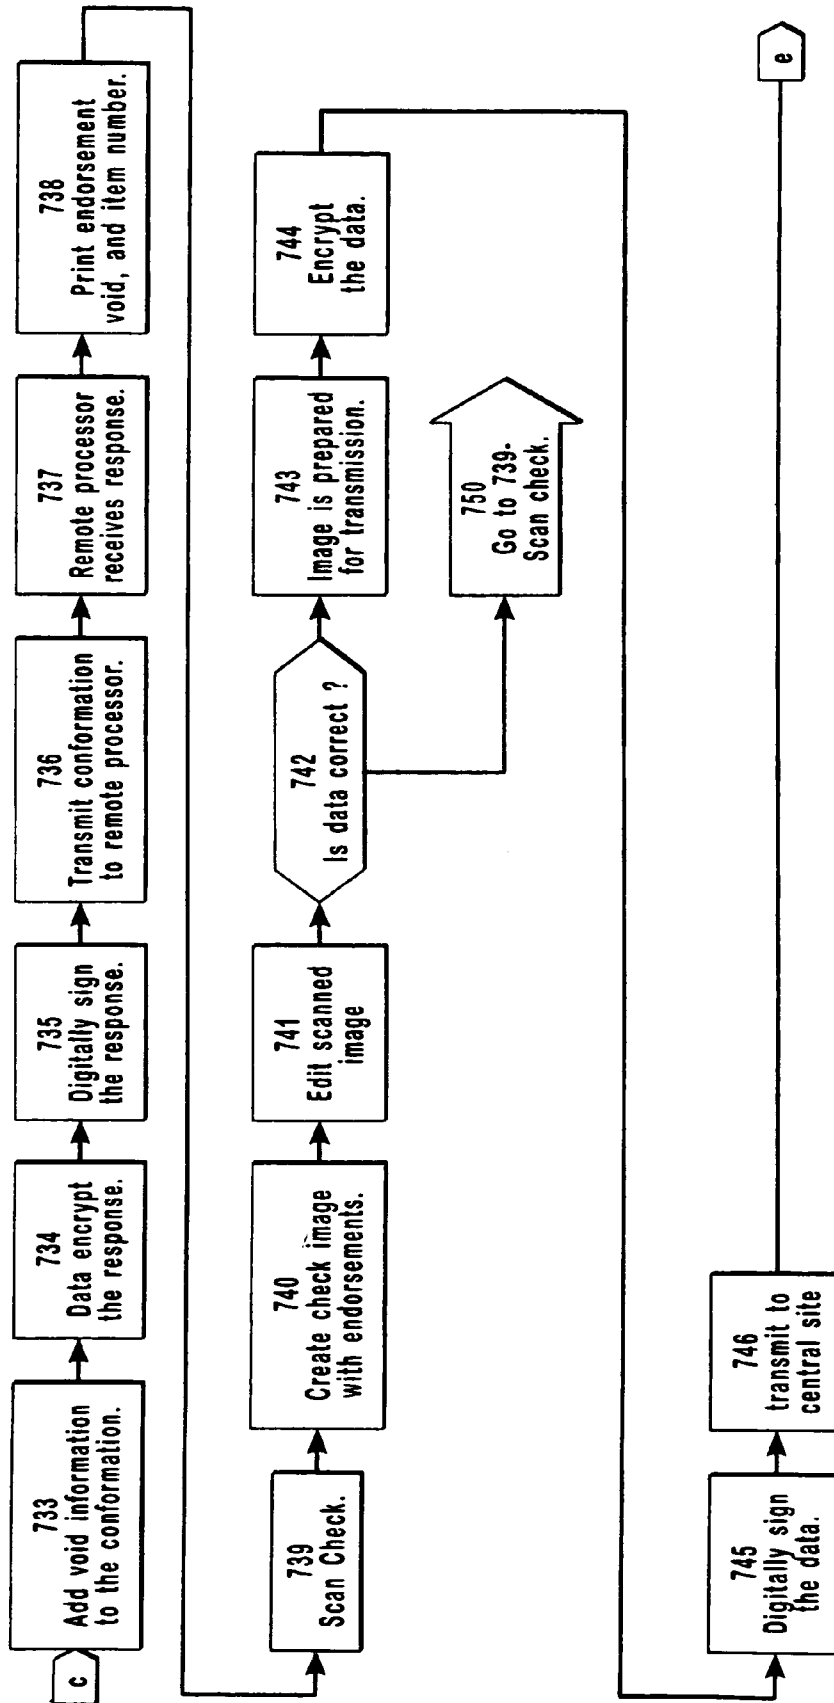 c
733
Add void information
to the conformation.
734
Data encrypt
the response.
735
Digitally sign
the response.
736
Transmit conformation
to remote processor.
737
Remote processor
receives response.
738
Print endorsement
void, and item number.
739
Scan Check.
740
Create check image
with endorsements.
741
Edit scanned
image
742
Is data correct ?
743
Image is prepared
for transmission.
744
Encrypt
the data.
750
Go to 739-
Scan check.
745
Digitally sign
the data.
746
transmit to
central site
e